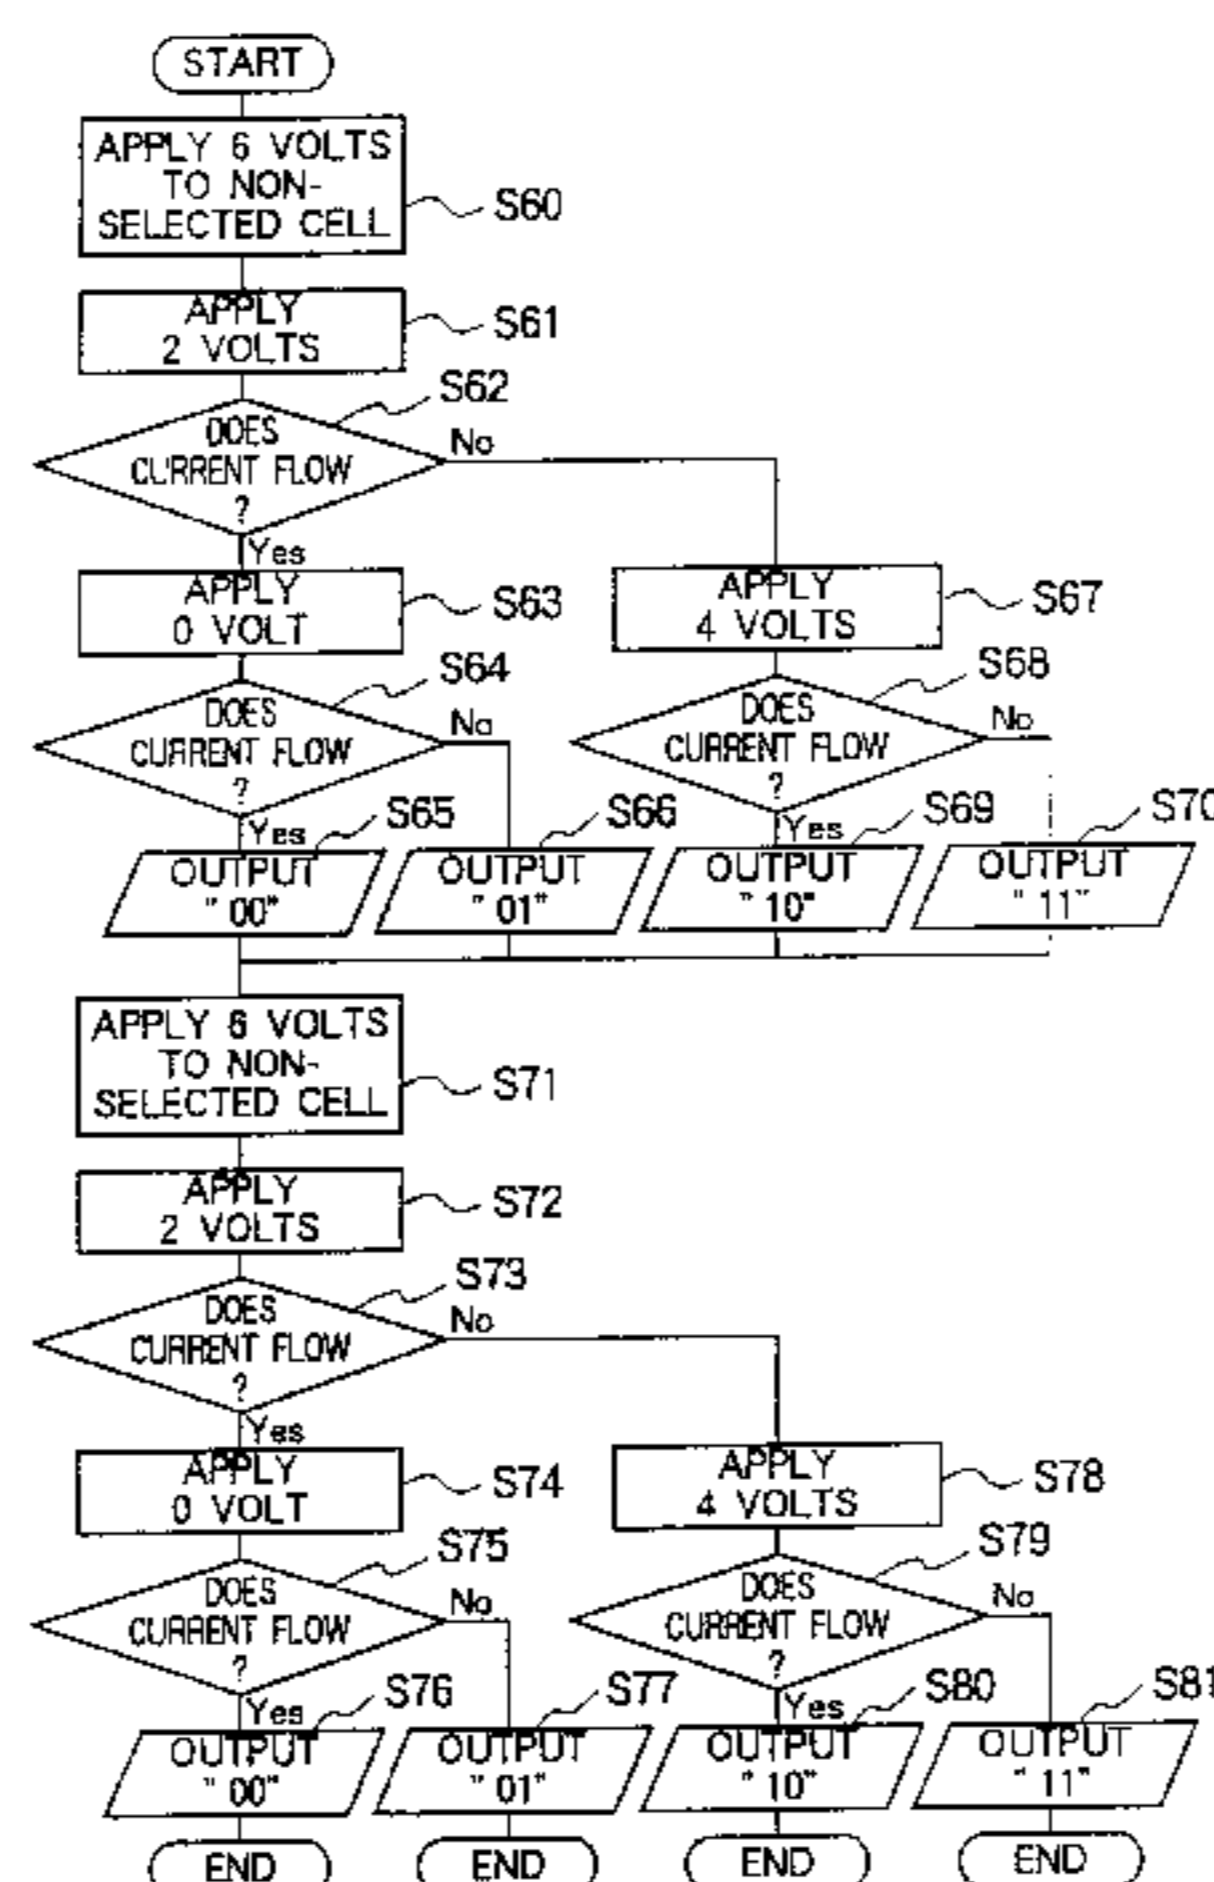 START
APPLY 6 VOLTS
TO NON-
SELECTED CELL
S60
APPLY
2 VOLTS
S61
S62
DOES
CURRENT FLOW
?
No
Yes
APPLY
0 VOLT
S63
APPLY
4 VOLTS
S67
S64
DOES
CURRENT FLOW
?
No
Yes
S68
DOES
CURRENT FLOW
?
No
Yes
S65
OUTPUT
"00"
S66
OUTPUT
"01"
S69
OUTPUT
"10"
S70
OUTPUT
"11"
APPLY 6 VOLTS
TO NON-
SELECTED CELL
S71
APPLY
2 VOLTS
S72
S73
DOES
CURRENT FLOW
?
No
Yes
APPLY
0 VOLT
S74
APPLY
4 VOLTS
S78
S75
DOES
CURRENT FLOW
?
No
Yes
S79
DOES
CURRENT FLOW
?
No
Yes
S76
OUTPUT
"00"
S77
OUTPUT
"01"
S80
OUTPUT
"10"
S81
OUTPUT
"11"
END
END
END
END